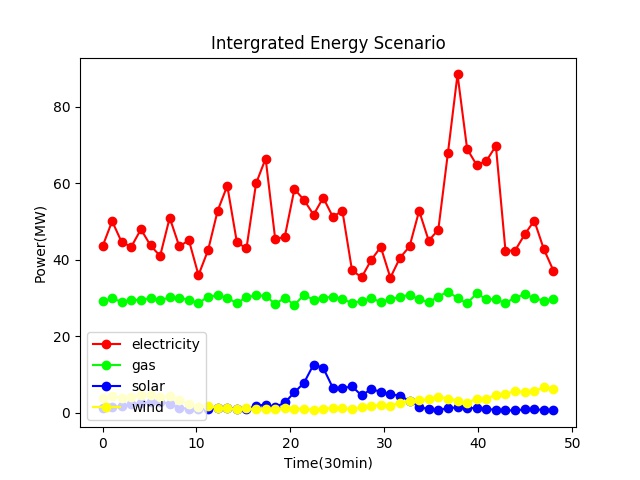 Intergrated Energy Scenario
Power(MW)
80
60
40
20
0
electricity
gas
solar
wind
0 10 20 30 40 50
Time(30min)